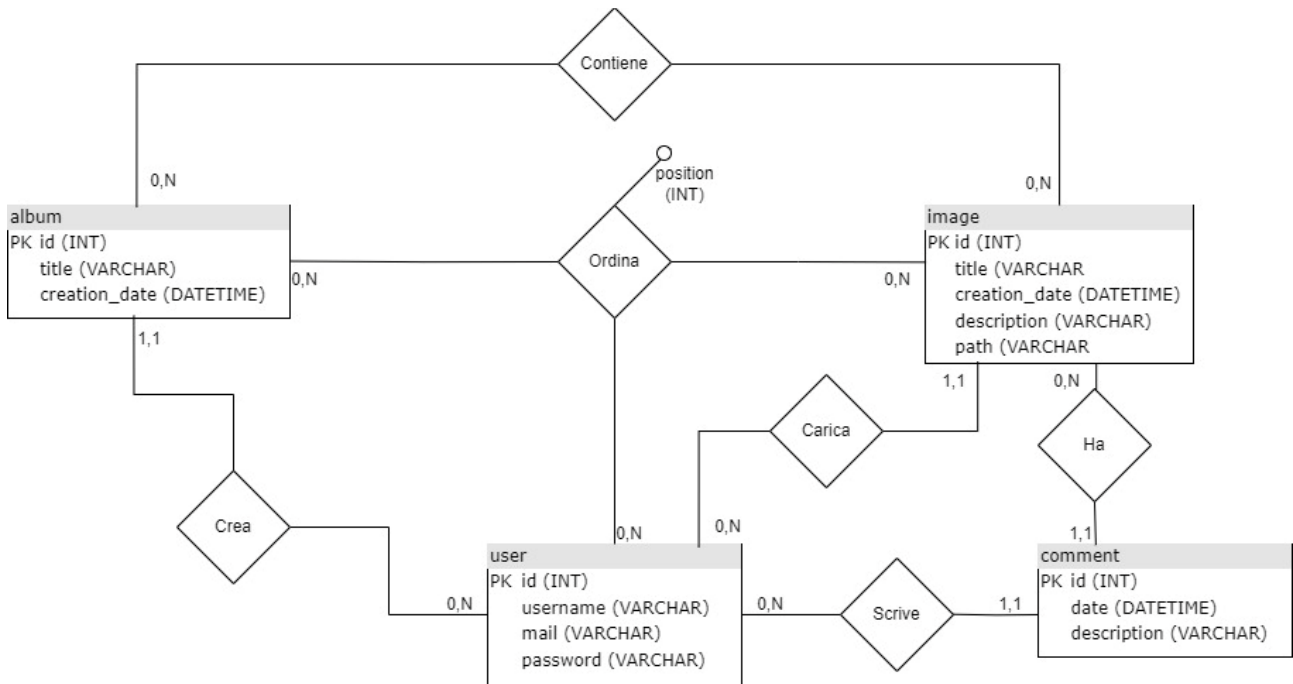 Contiene
0,N
0,N
position
(INT)
album
PK id (INT)
title (VARCHAR)
creation_date (DATETIME)
0,N
Ordina
0,N
image
PK id (INT)
title (VARCHAR
creation_date (DATETIME)
description (VARCHAR)
path (VARCHAR
1,1
1,1
0,N
Carica
Ha
Crea
0,N
0,N
1,1
user
PK id (INT)
username (VARCHAR)
mail (VARCHAR)
password (VARCHAR)
0,N
0,N
Scrive
1,1
comment
PK id (INT)
date (DATETIME)
description (VARCHAR)